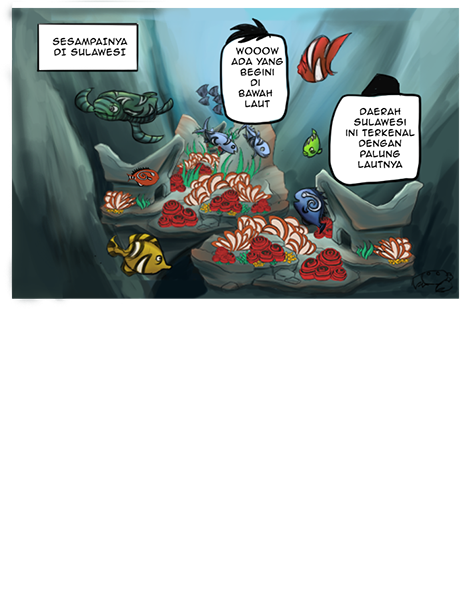 SESAMPAINYA
DI SULAWESI
WOOOW
ADA YANG
BEGINI
DI
BAWAH
LAUT
DAERAH
SULAWESI
INI TERKENAL
DENGAN
PALUNG
LAUTNYA